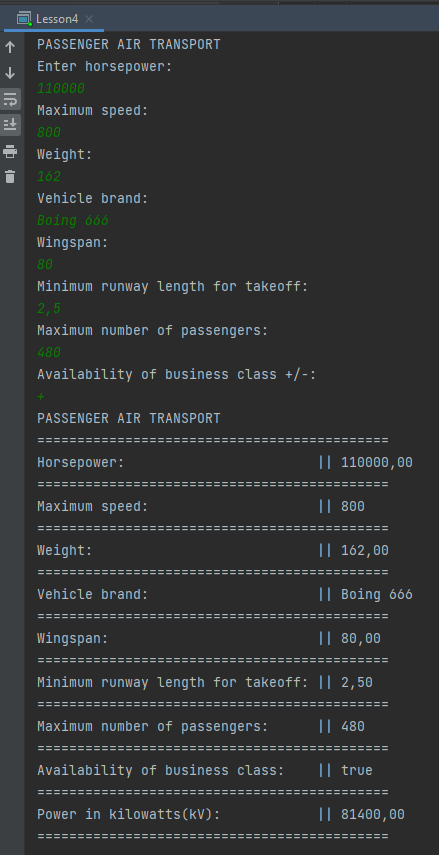 Lesson4
PASSENGER AIR TRANSPORT
Enter horsepower:
110000
Maximum speed:
800
Weight:
162
Vehicle brand:
Boing 666
Wingspan:
80
Minimum runway length for takeoff:
2,5
Maximum number of passengers:
480
Availability of business class +/-:
+
PASSENGER AIR TRANSPORT
============================================
Horsepower: || 110000,00
============================================
Maximum speed: || 800
============================================
Weight: || 162,00
============================================
Vehicle brand: || Boing 666
============================================
Wingspan: || 80,00
============================================
Minimum runway length for takeoff: || 2,50
============================================
Maximum number of passengers: || 480
============================================
Availability of business class: || true
============================================
Power in kilowatts(kV): || 81400,00
============================================